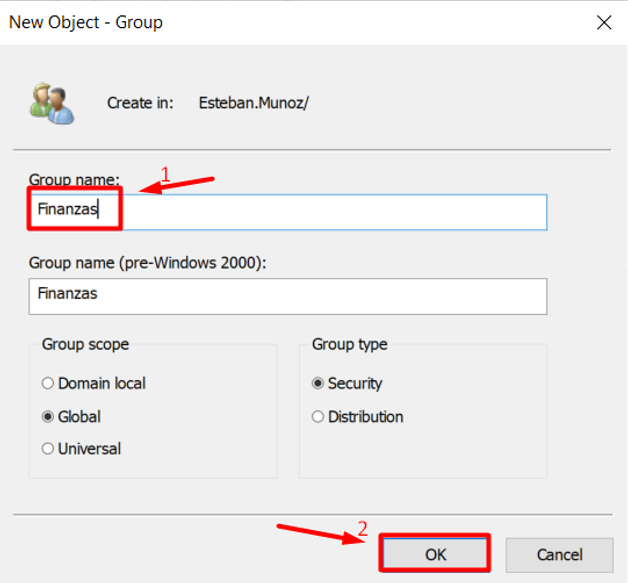 New Object - Group
Create in: Esteban.Munoz/
Group name:
1
Finanzas
Group name (pre-Windows 2000):
Finanzas
Group scope Group type
Domain local Security
Global Distribution
Universal
2
OK Cancel